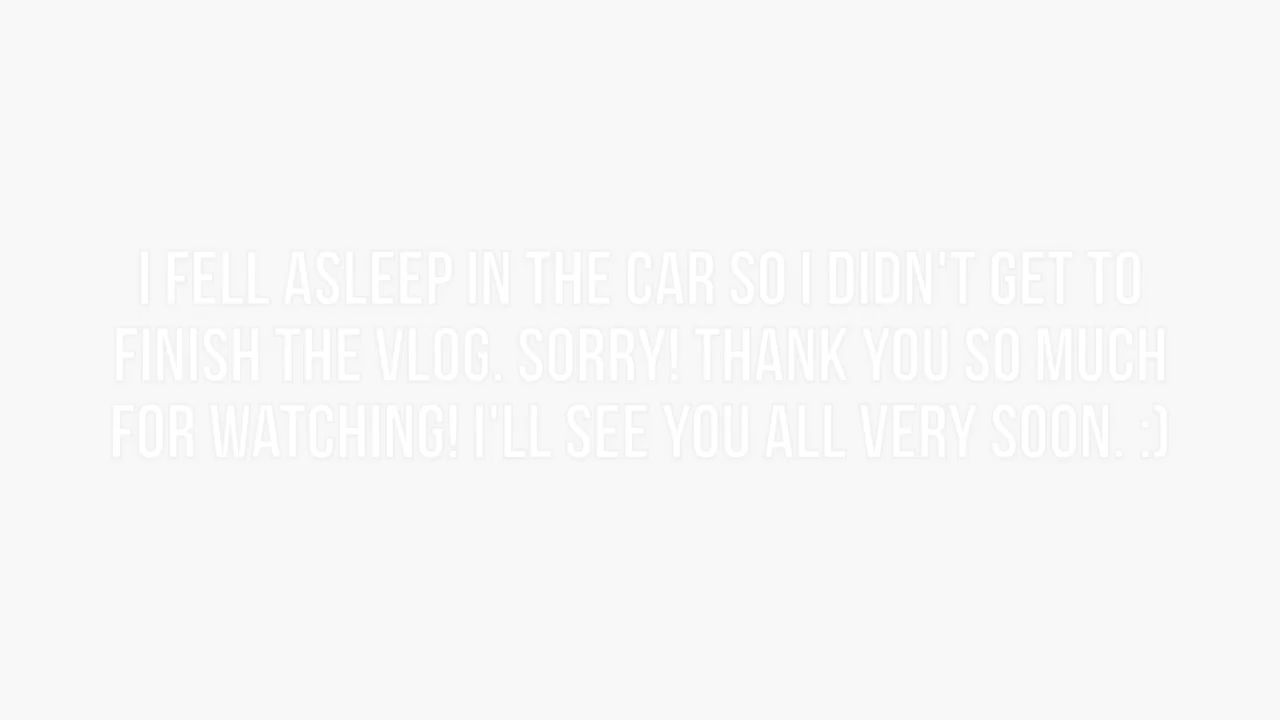 I FELL ASLEEP IN THE CAR SO I DIDN'T GET TO
FINISH THE VLOG. SORRY! THANK YOU SO MUCH
FOR WATCHING! I'LL SEE YOU ALL VERY SOON. :)